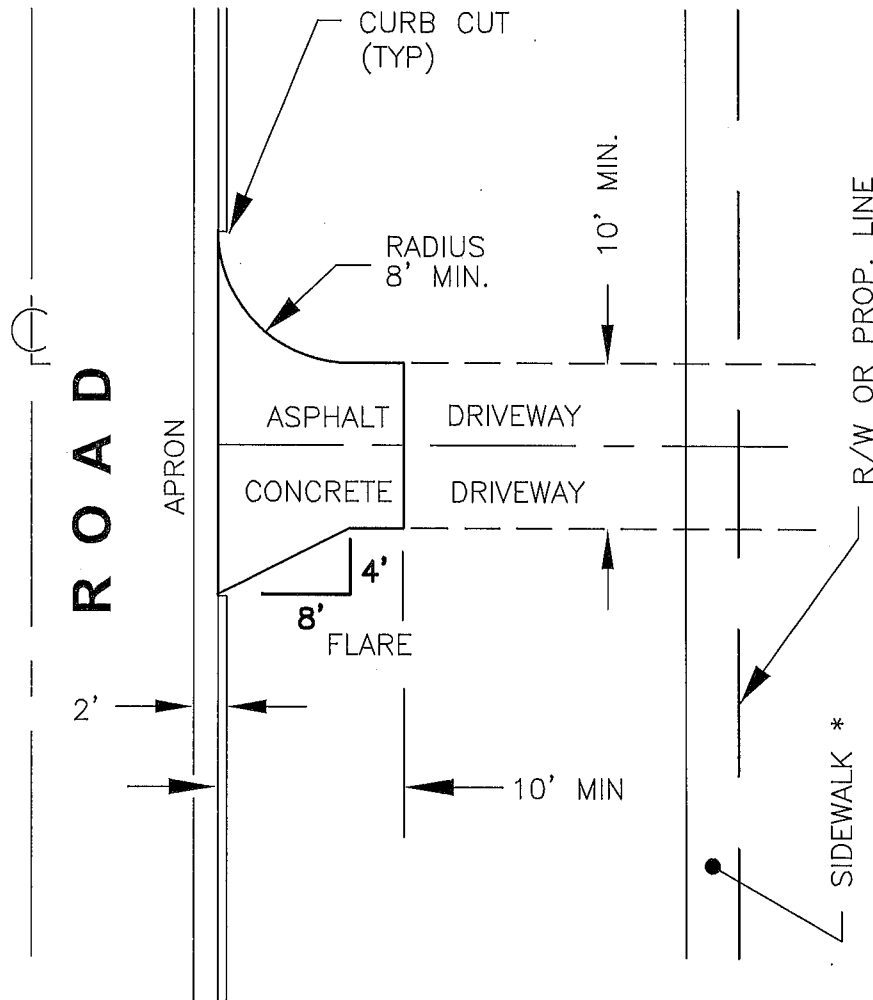 CURB CUT
(TYP)
10' MIN.
R/W OR PROP. LINE
RADIUS
8' MIN.
℄
ROAD
APRON
ASPHALT DRIVEWAY
CONCRETE DRIVEWAY
4'
8'
FLARE
2'
10' MIN
SIDEWALK *